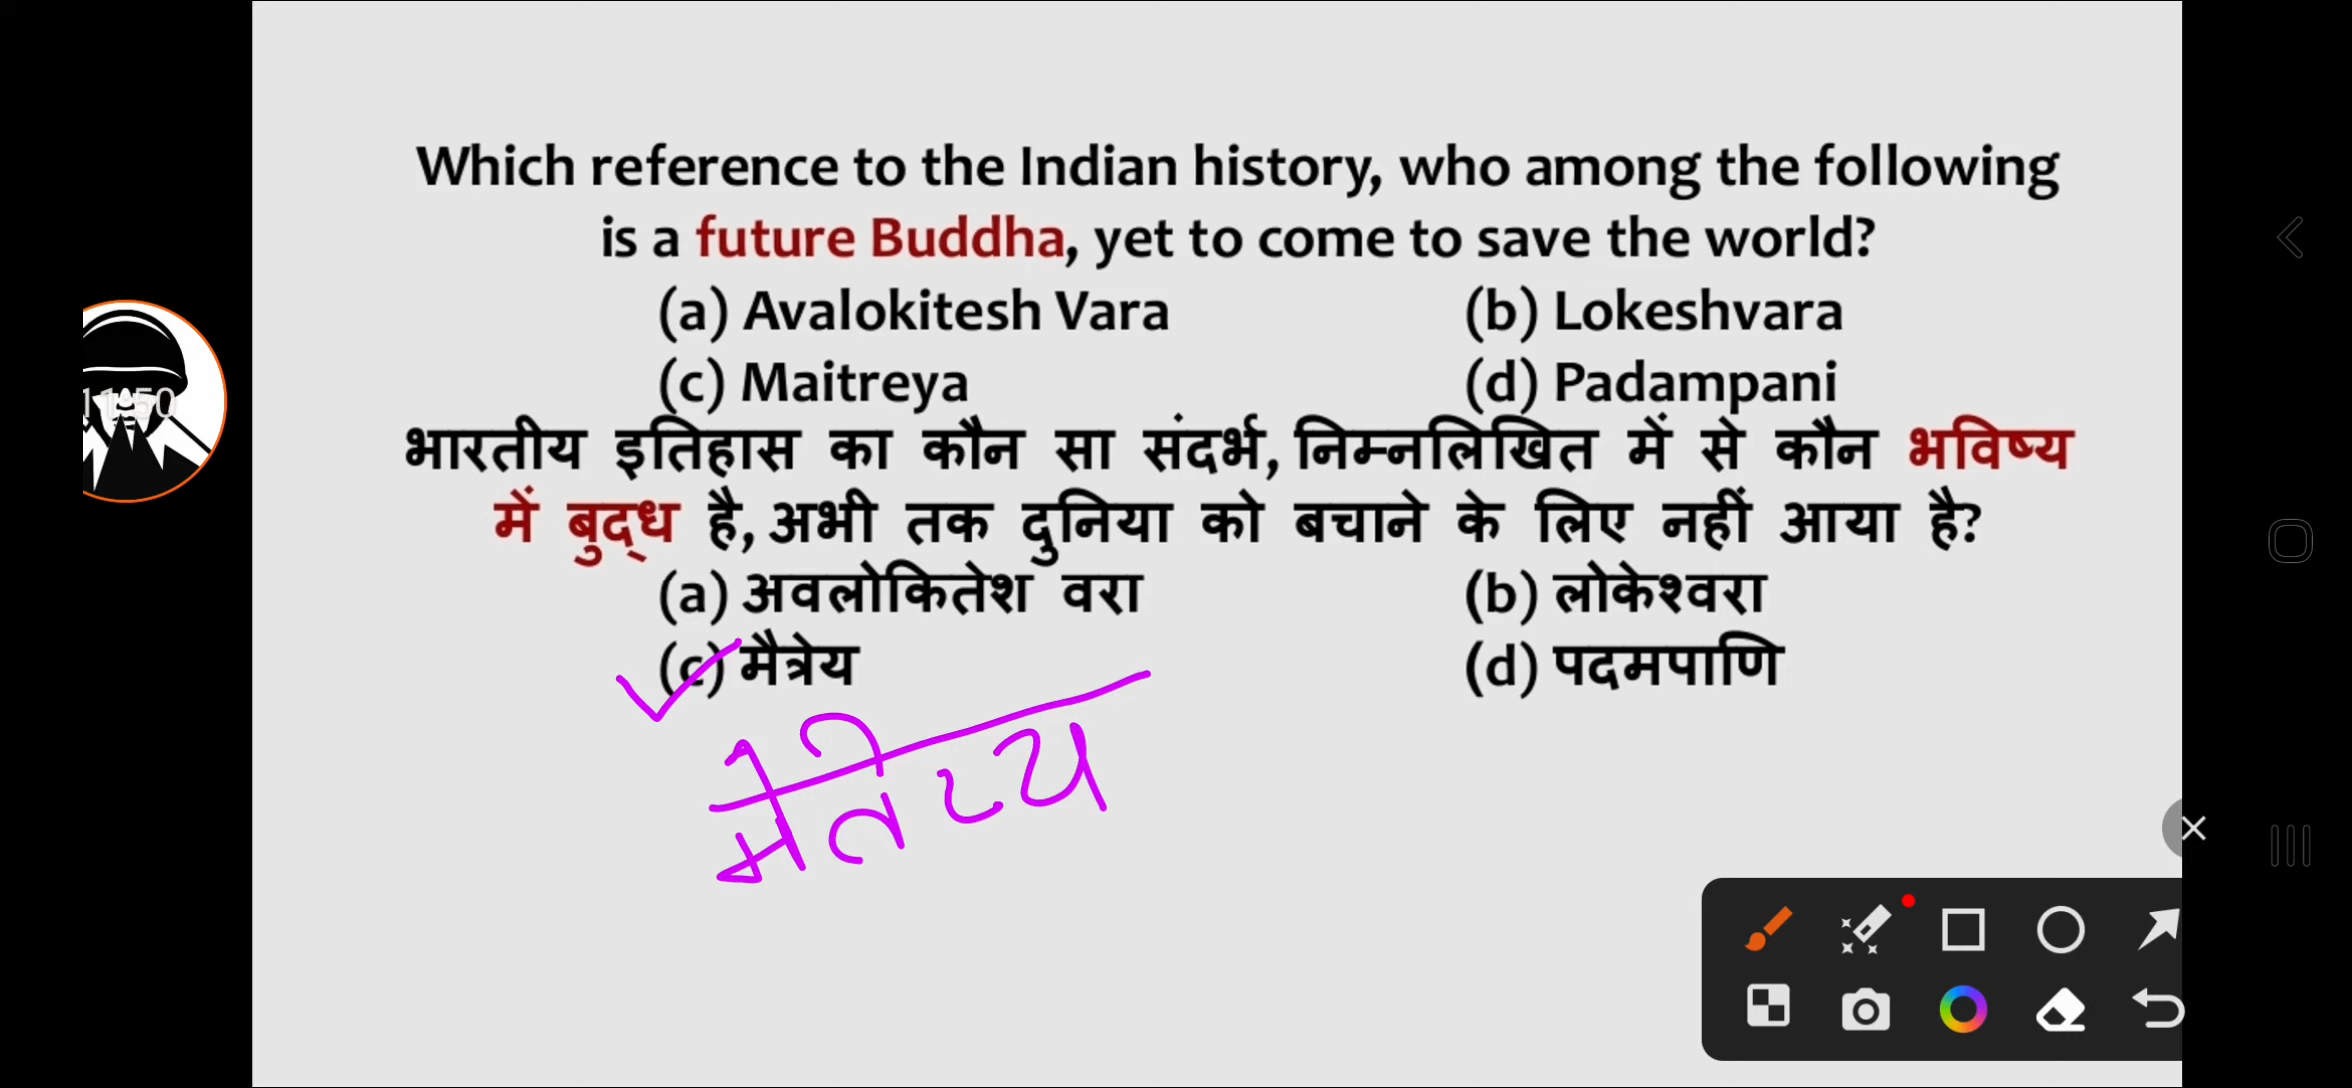 Which reference to the Indian history, who among the following
is a future Buddha, yet to come to save the world?
(a) Avalokitesh Vara (b) Lokeshvara
(c) Maitreya (d) Padampani
भारतीय इतिहास का कौन सा संदर्भ, निम्नलिखित में से कौन भविष्य
में बुद्ध है, अभी तक दुनिया को बचाने के लिए नहीं आया है?
(a) अवलोकितेश वरा (b) लोकेश्वरा
(c) मैत्रेय (d) पदमपाणि
11:50